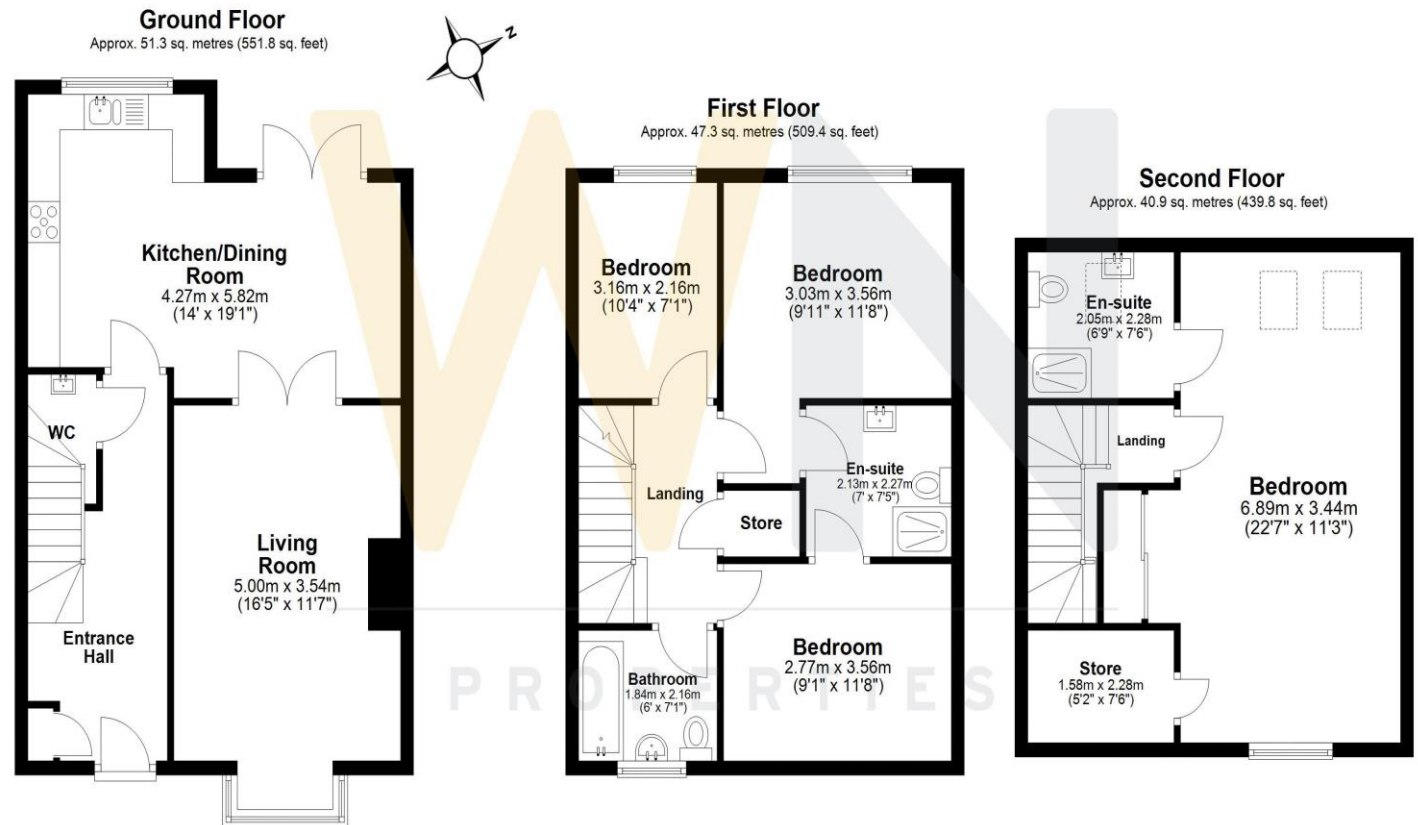 Ground Floor
Approx. 51.3 sq. metres (551.8 sq. feet)
Kitchen/Dining
Room
4.27m x 5.82m
(14' x 19'1")
WC
Living
Room
5.00m x 3.54m
(16'5" x 11'7")
Entrance
Hall
N
First Floor
Approx. 47.3 sq. metres (509.4 sq. feet)
Bedroom
3.16m x 2.16m
(10'4" x 7'1")
Bedroom
3.03m x 3.56m
(9'11" x 11'8")
Landing
Store
En-suite
2.13m x 2.27m
(7' x 7'5")
Bathroom
1.84m x 2.16m
(6' x 7'1")
Bedroom
2.77m x 3.56m
(9'1" x 11'8")
Second Floor
Approx. 40.9 sq. metres (439.8 sq. feet)
En-suite
2.05m x 2.28m
(6'9" x 7'6")
Landing
Bedroom
6.89m x 3.44m
(22'7" x 11'3")
Store
1.58m x 2.28m
(5'2" x 7'6")
WN
PROPERTIES